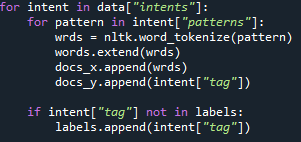 for intent in data["intents"]:
    for pattern in intent["patterns"]:
        wrds = nltk.word_tokenize(pattern)
        words.extend(wrds)
        docs_x.append(wrds)
        docs_y.append(intent["tag"])

    if intent["tag"] not in labels:
        labels.append(intent["tag"])